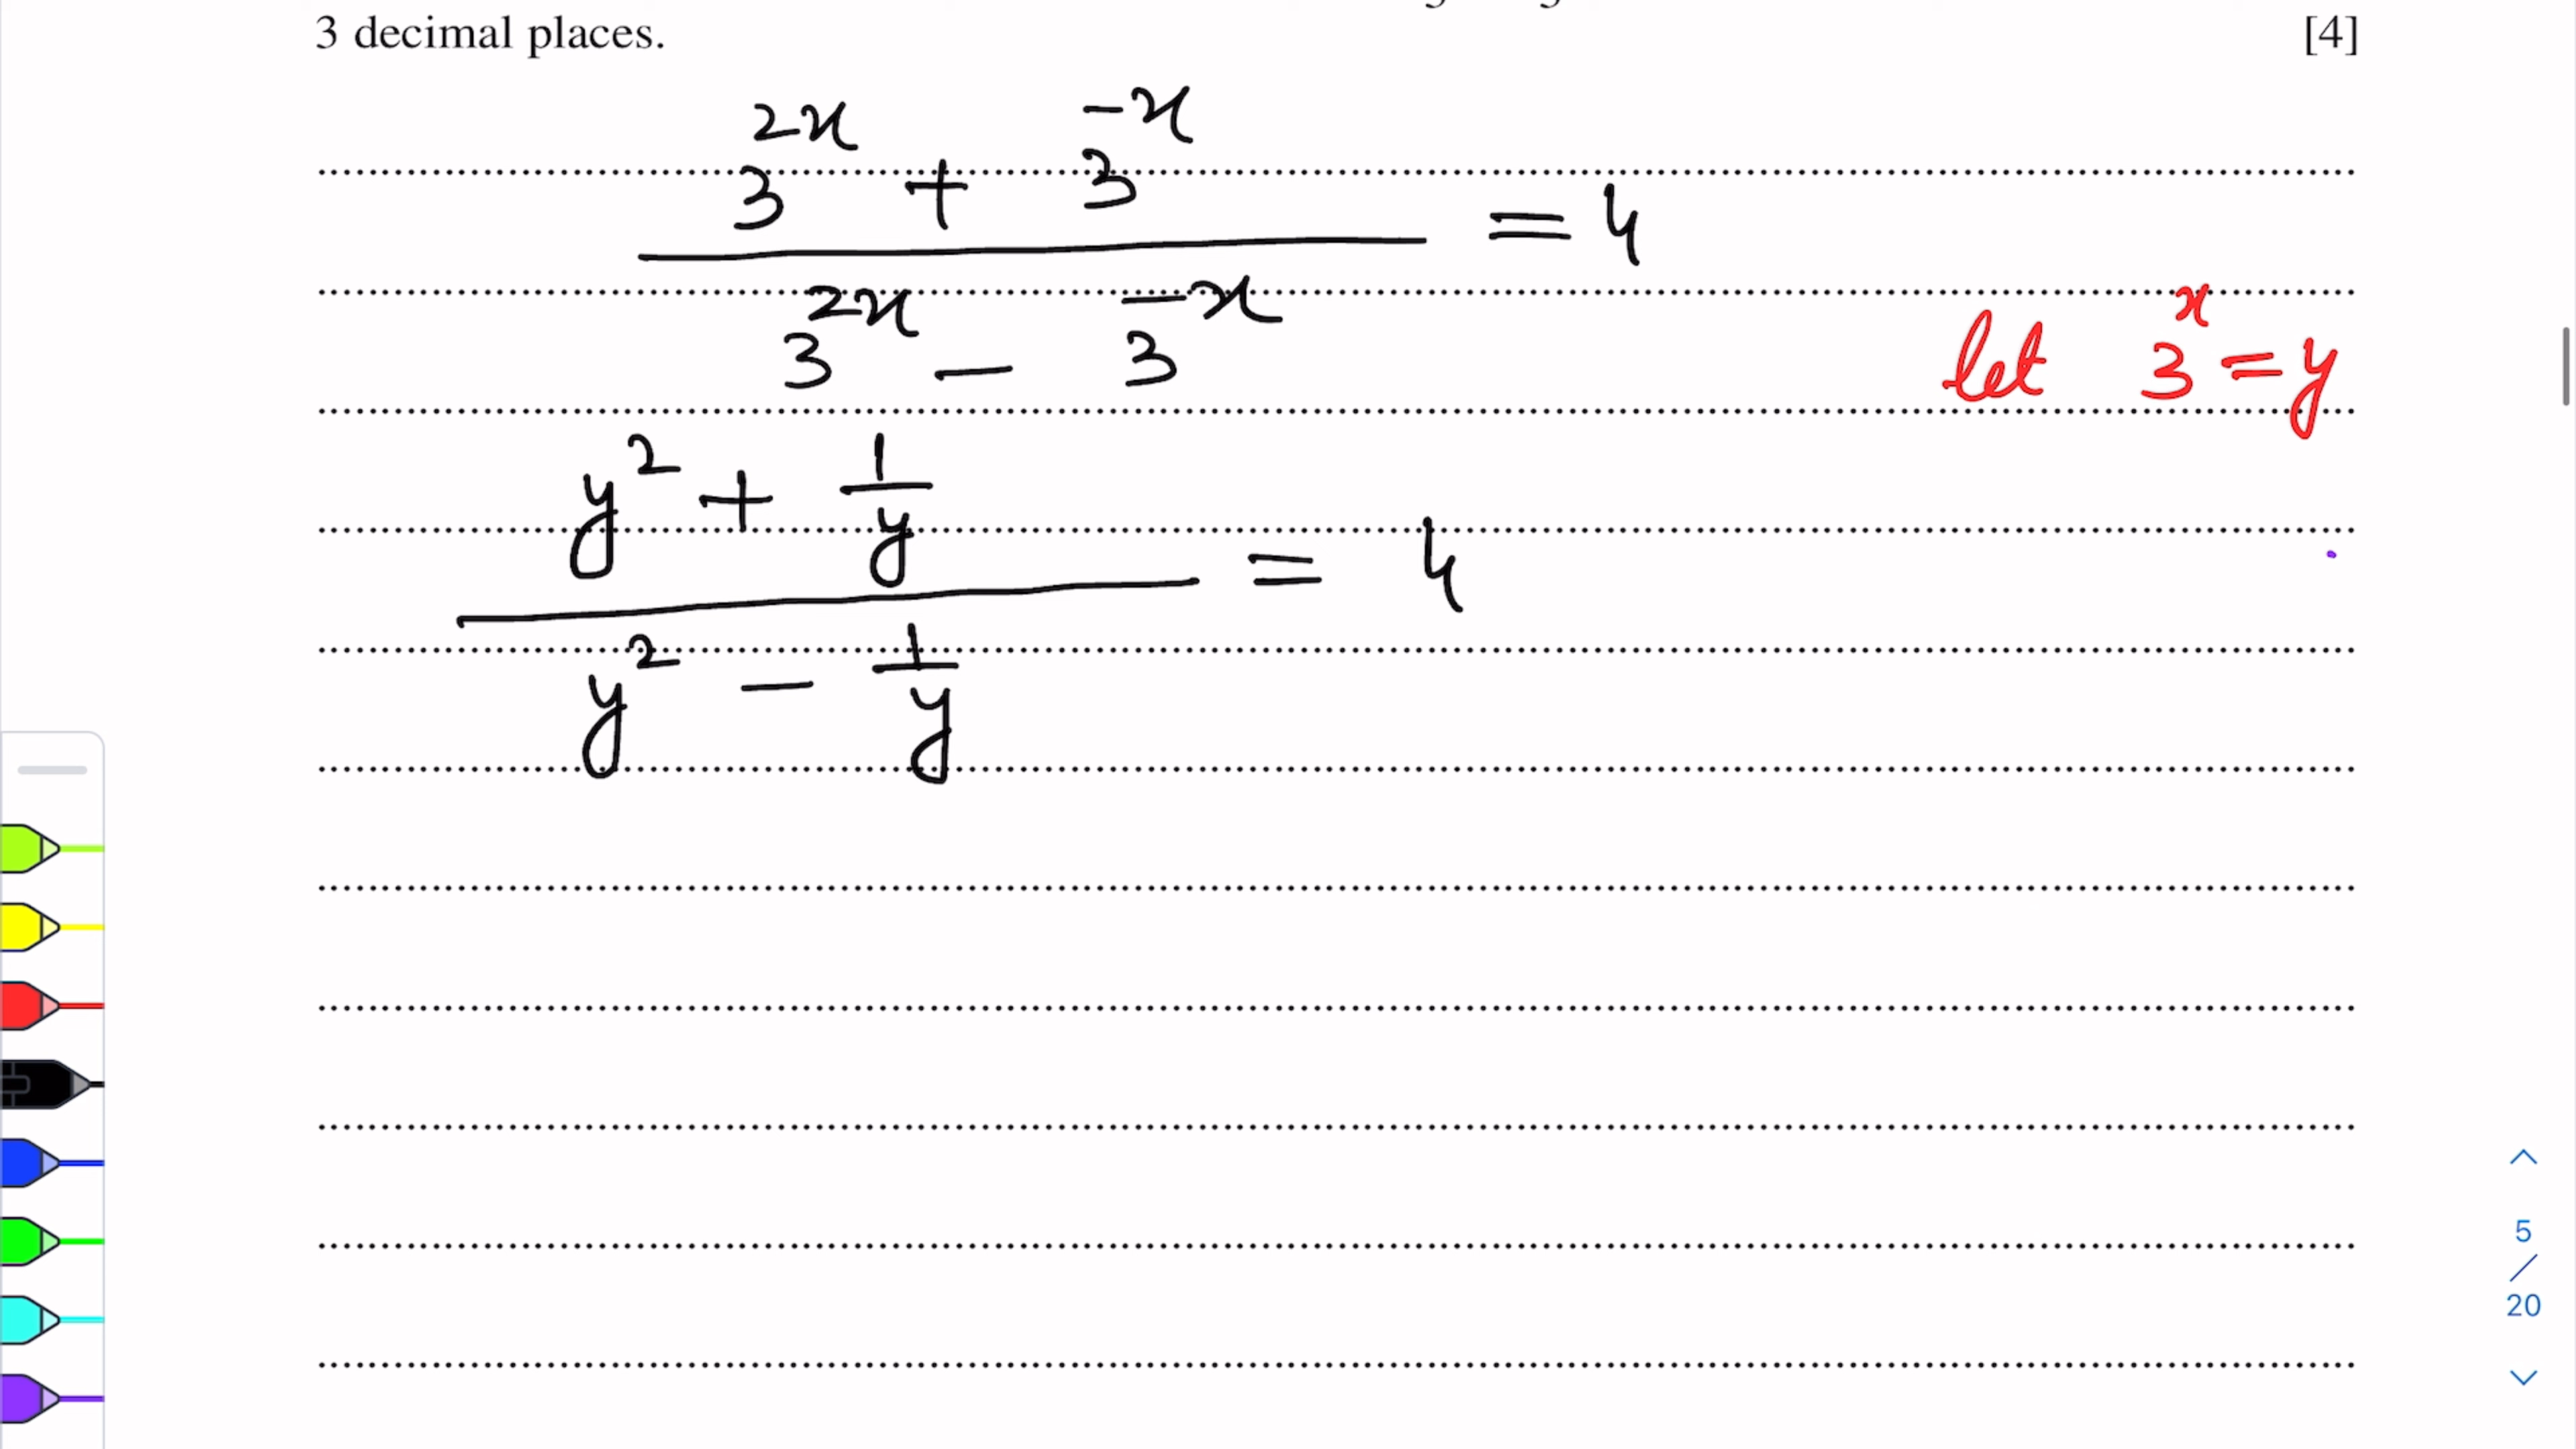 3 decimal places. [4]
3^{2x} + 3^{-x}
―――――――― = 4
3^{2x} - 3^{-x}
let 3^x = y
y^2 + 1/y
―――――――― = 4
y^2 - 1/y
5
/
20